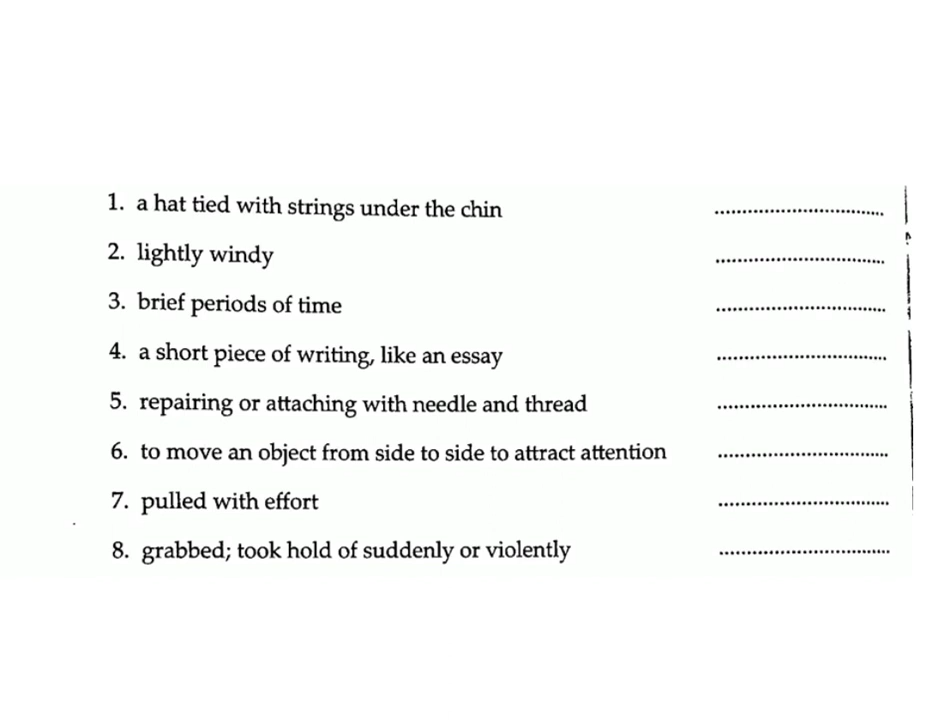 1. a hat tied with strings under the chin ..............................
2. lightly windy ..............................
3. brief periods of time ..............................
4. a short piece of writing, like an essay ..............................
5. repairing or attaching with needle and thread ..............................
6. to move an object from side to side to attract attention ..............................
7. pulled with effort ..............................
8. grabbed; took hold of suddenly or violently ..............................